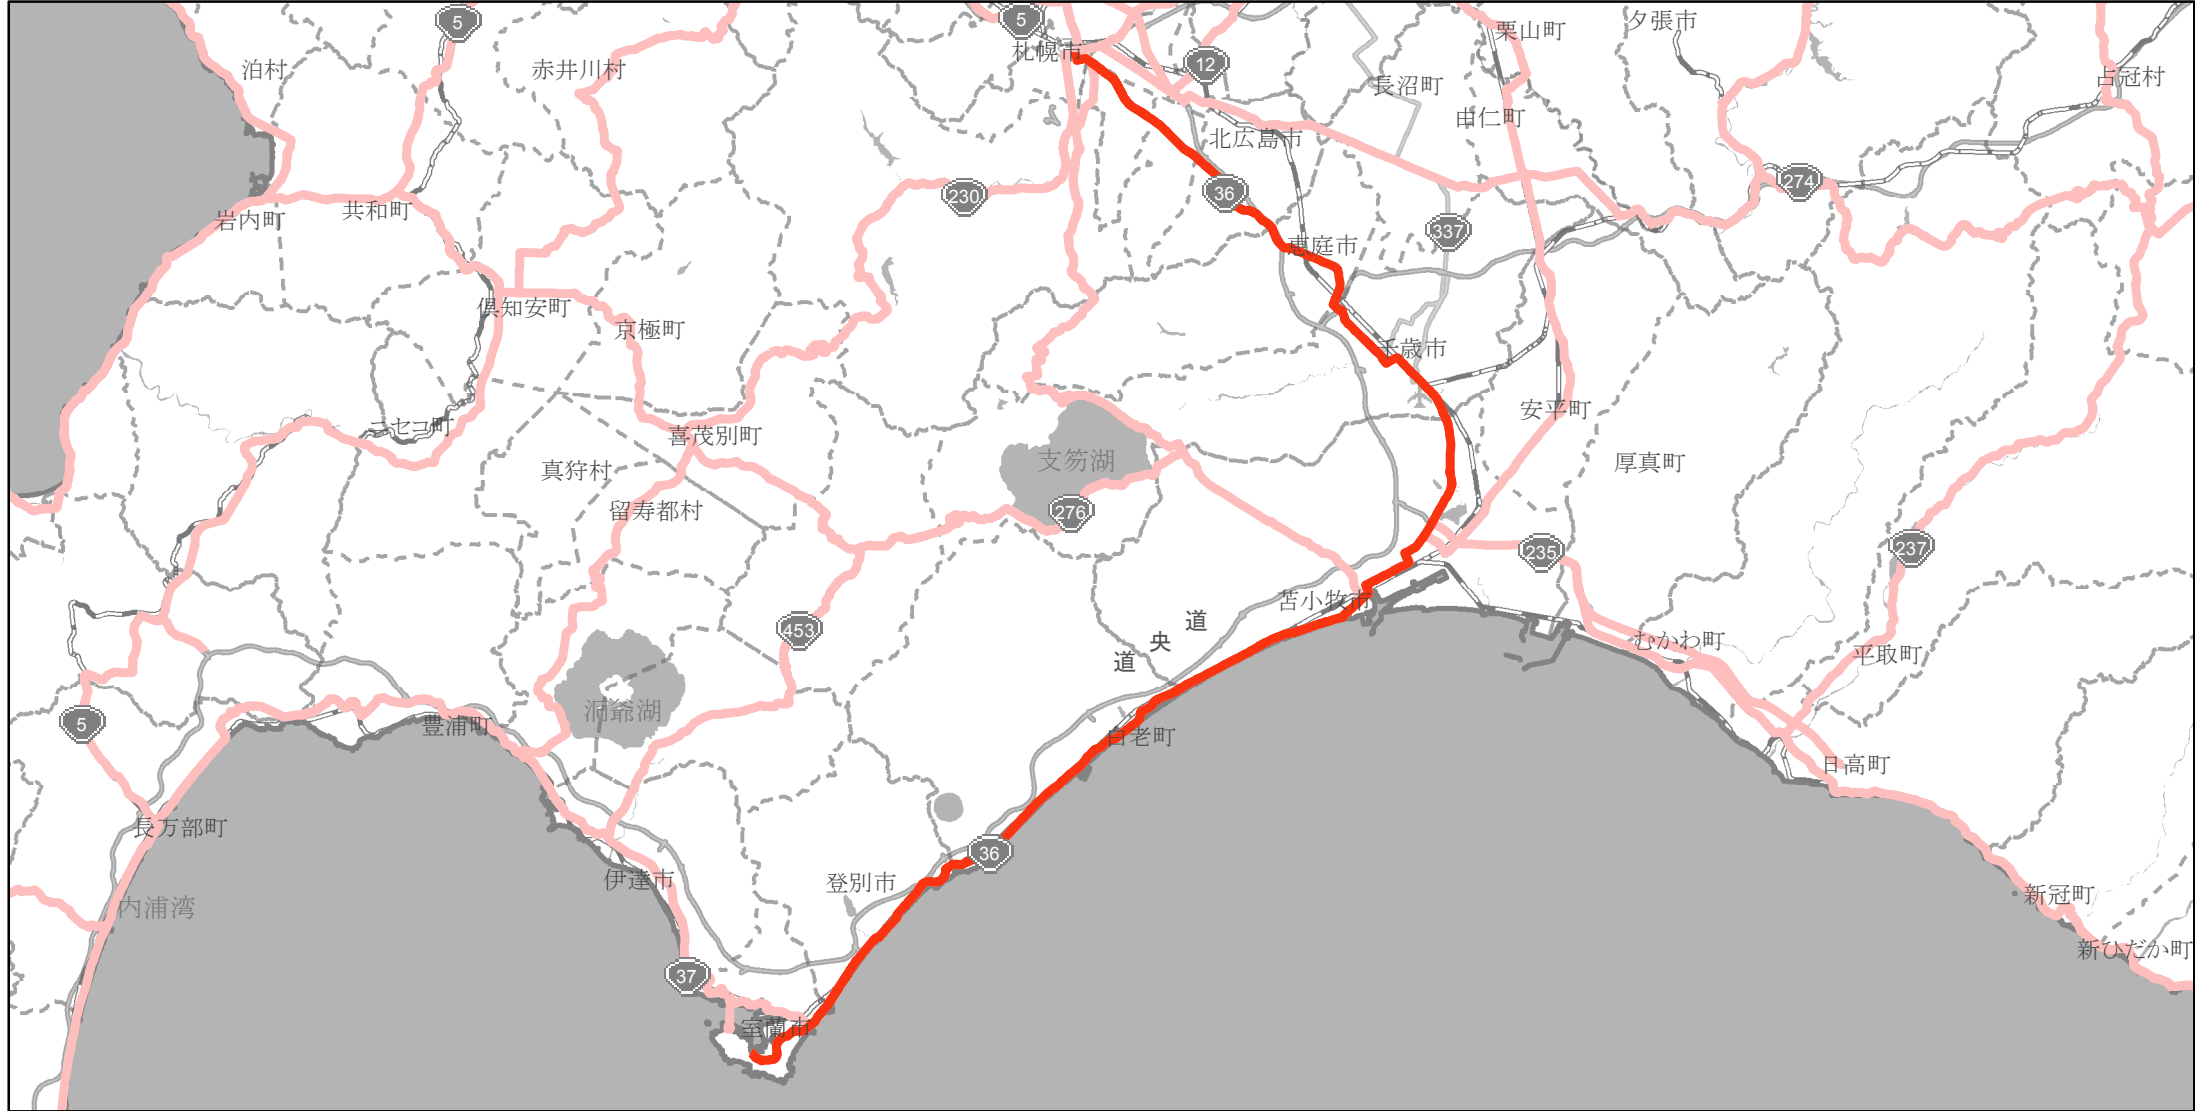 5
5
栗山町
夕張市
札幌市
泊村
赤井川村
12
占冠村
長沼町
由仁町
北広島市
274
36
230
共和町
岩内町
337
恵庭市
倶知安町
京極町
千歳市
安平町
ニセコ町
喜茂別町
支笏湖
厚真町
真狩村
留寿都村
276
235
237
苫小牧市
453
道央道
むかわ町
平取町
洞爺湖
5
豊浦町
白老町
日高町
長万部町
36
伊達市
登別市
新冠町
内浦湾
新ひだか町
37
室蘭市